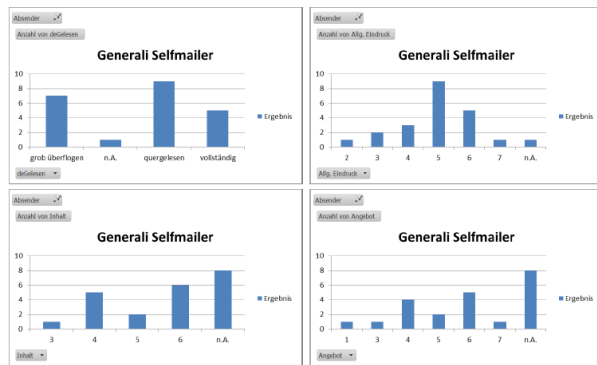 Absender
Anzahl von deGelesen
Generali Selfmailer
10
8
6
4
2
0
grob überflogen n.A. quergelesen vollständig
Ergebnis
deGelesen
Absender
Anzahl von Allg. Eindruck
Generali Selfmailer
10
8
6
4
2
0
2 3 4 5 6 7 n.A.
Ergebnis
Allg. Eindruck
Absender
Anzahl von Inhalt
Generali Selfmailer
10
8
6
4
2
0
3 4 5 6 n.A.
Ergebnis
Inhalt
Absender
Anzahl von Angebot
Generali Selfmailer
10
8
6
4
2
0
1 3 4 5 6 7 n.A.
Ergebnis
Angebot